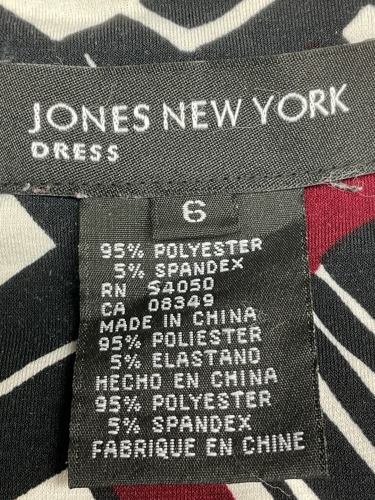 JONES NEW YORK
DRESS
6
95% POLYESTER
5% SPANDEX
RN 54050
CA 08349
MADE IN CHINA
95% POLIESTER
5% ELASTANO
HECHO EN CHINA
95% POLYESTER
5% SPANDEX
FABRIQUE EN CHINE